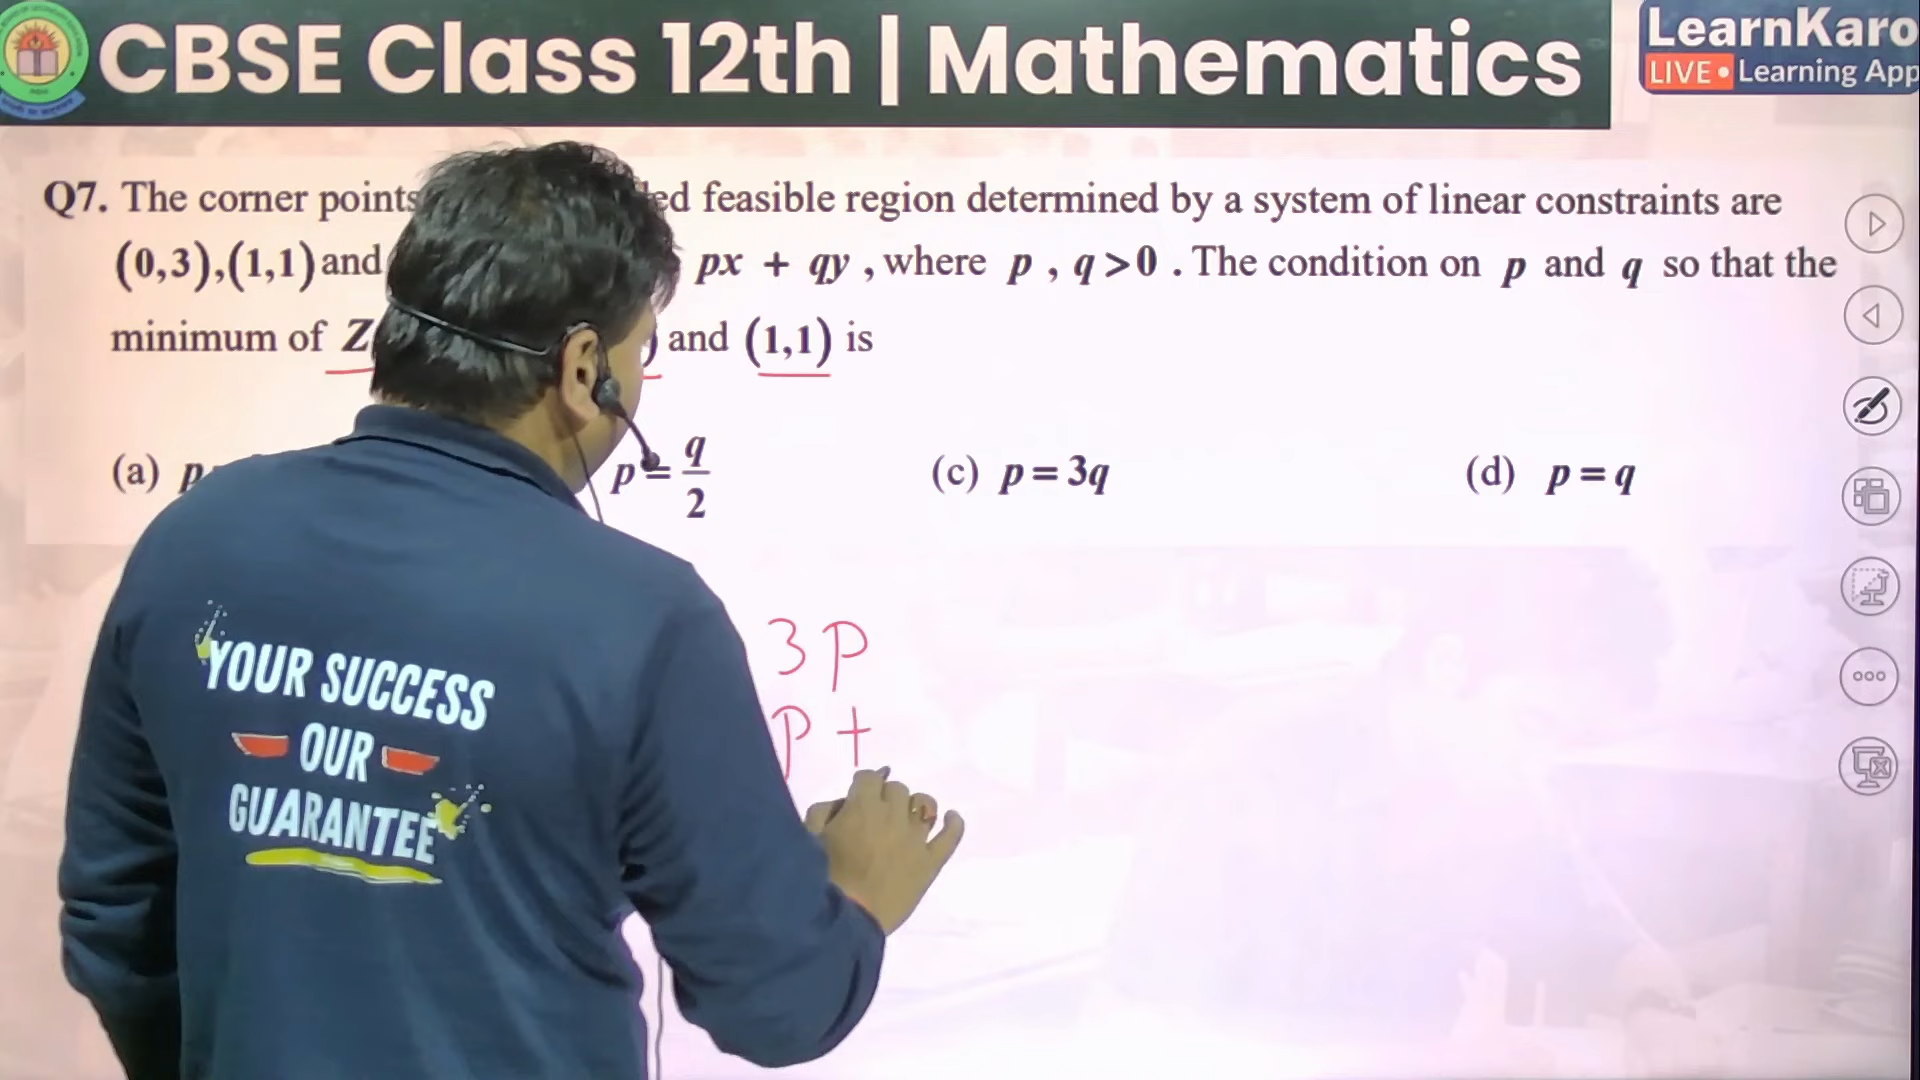 CBSE Class 12th | Mathematics
LearnKaro
LIVE • Learning App
Q7. The corner points feasible region determined by a system of linear constraints are
(0,3),(1,1) and px + qy , where p , q > 0 . The condition on p and q so that the
minimum of Z and (1,1) is
(a) p p = q/2 (c) p = 3q (d) p = q
3p
p +
YOUR SUCCESS
OUR
GUARANTEE